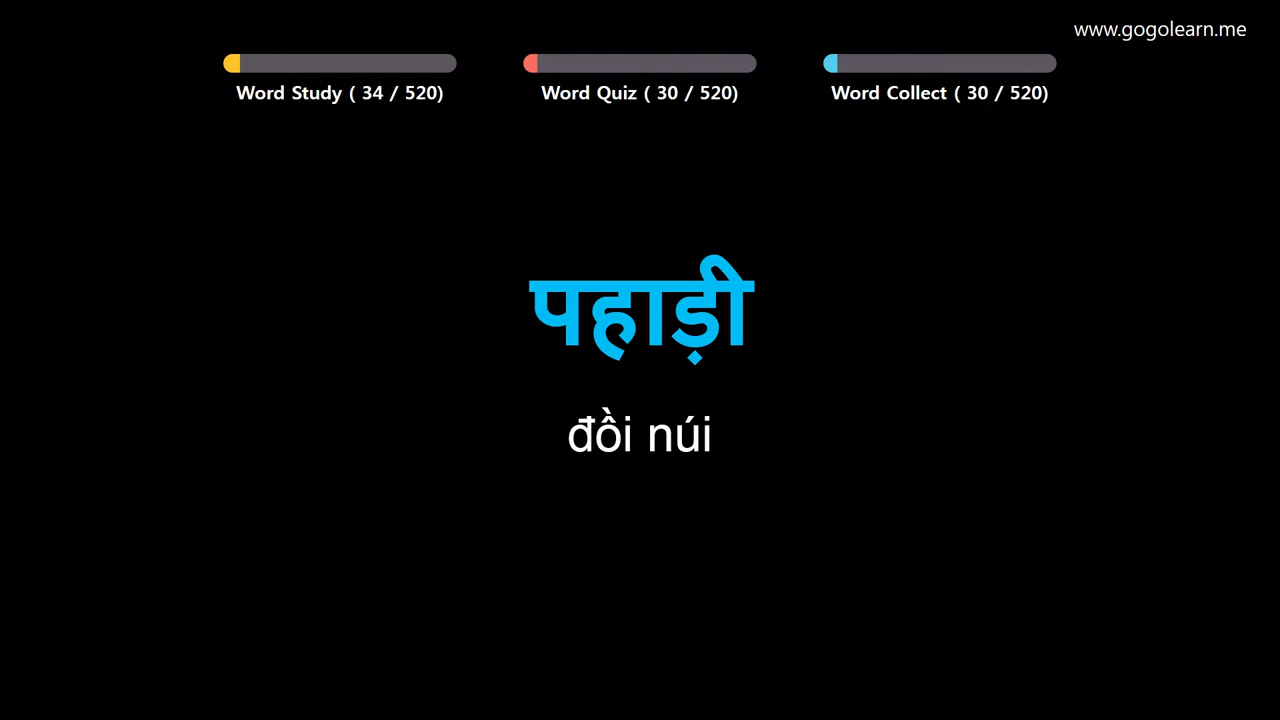 www.gogolearn.me
Word Study ( 34 / 520)
Word Quiz ( 30 / 520)
Word Collect ( 30 / 520)
पहाड़ी
đồi núi